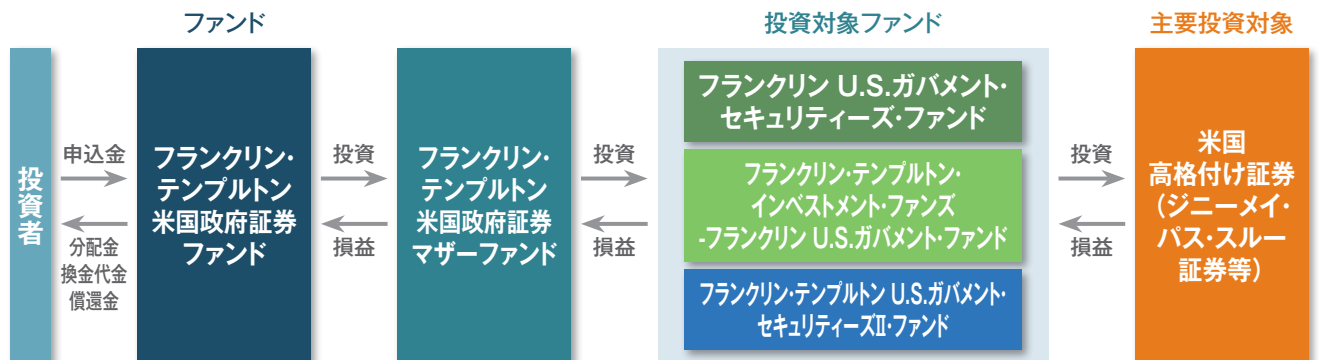 ファンド
投資対象ファンド
主要投資対象
投資者
申込金
分配金
換金代金
償還金
フランクリン・
テンプルトン
米国政府証券
ファンド
投資
損益
フランクリン・
テンプルトン
米国政府証券
マザーファンド
投資
損益
フランクリン U.S.ガバメント・
セキュリティーズ・ファンド
フランクリン・テンプルトン・
インベストメント・ファンズ
-フランクリン U.S.ガバメント・ファンド
フランクリン・テンプルトン U.S.ガバメント・
セキュリティーズⅡ・ファンド
投資
損益
米国
高格付け証券
（ジニーメイ・
パス・スルー
証券等）